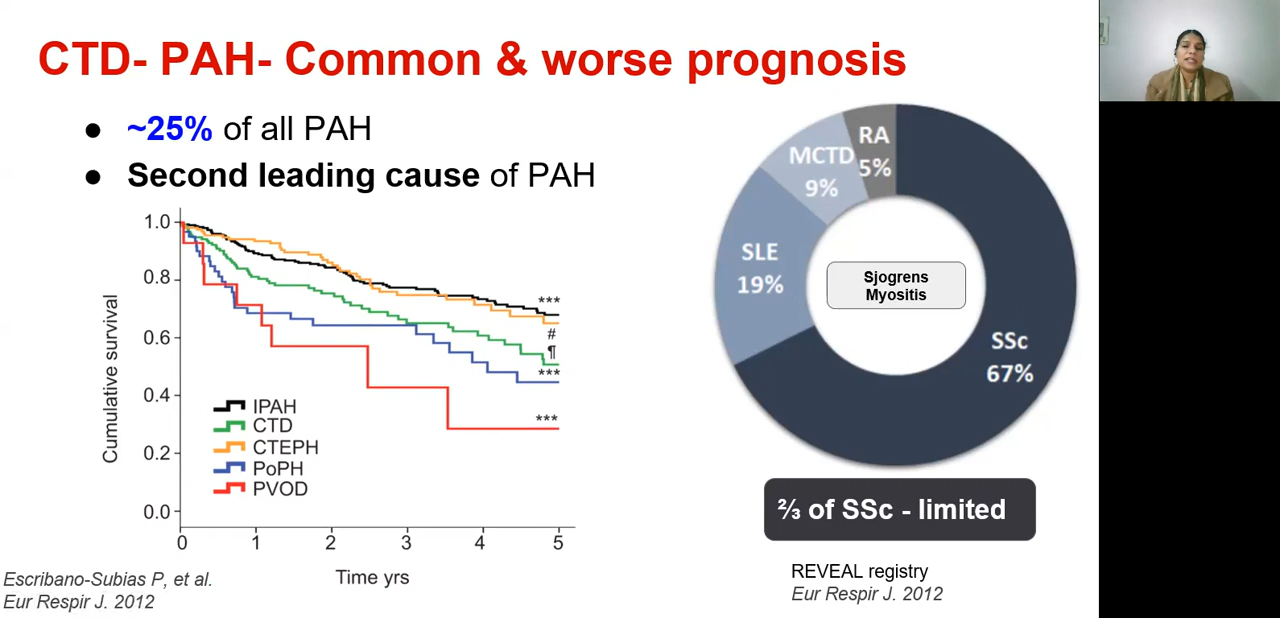 CTD- PAH- Common & worse prognosis
● ~25% of all PAH
● Second leading cause of PAH
Cumulative survival
1.0
0.8
0.6
0.4
0.2
0.0
***
#
¶
***
***
IPAH
CTD
CTEPH
PoPH
PVOD
0 1 2 3 4 5
Time yrs
Escribano-Subias P, et al.
Eur Respir J. 2012
RA
5%
MCTD
9%
SLE
19%
Sjogrens
Myositis
SSc
67%
⅔ of SSc - limited
REVEAL registry
Eur Respir J. 2012